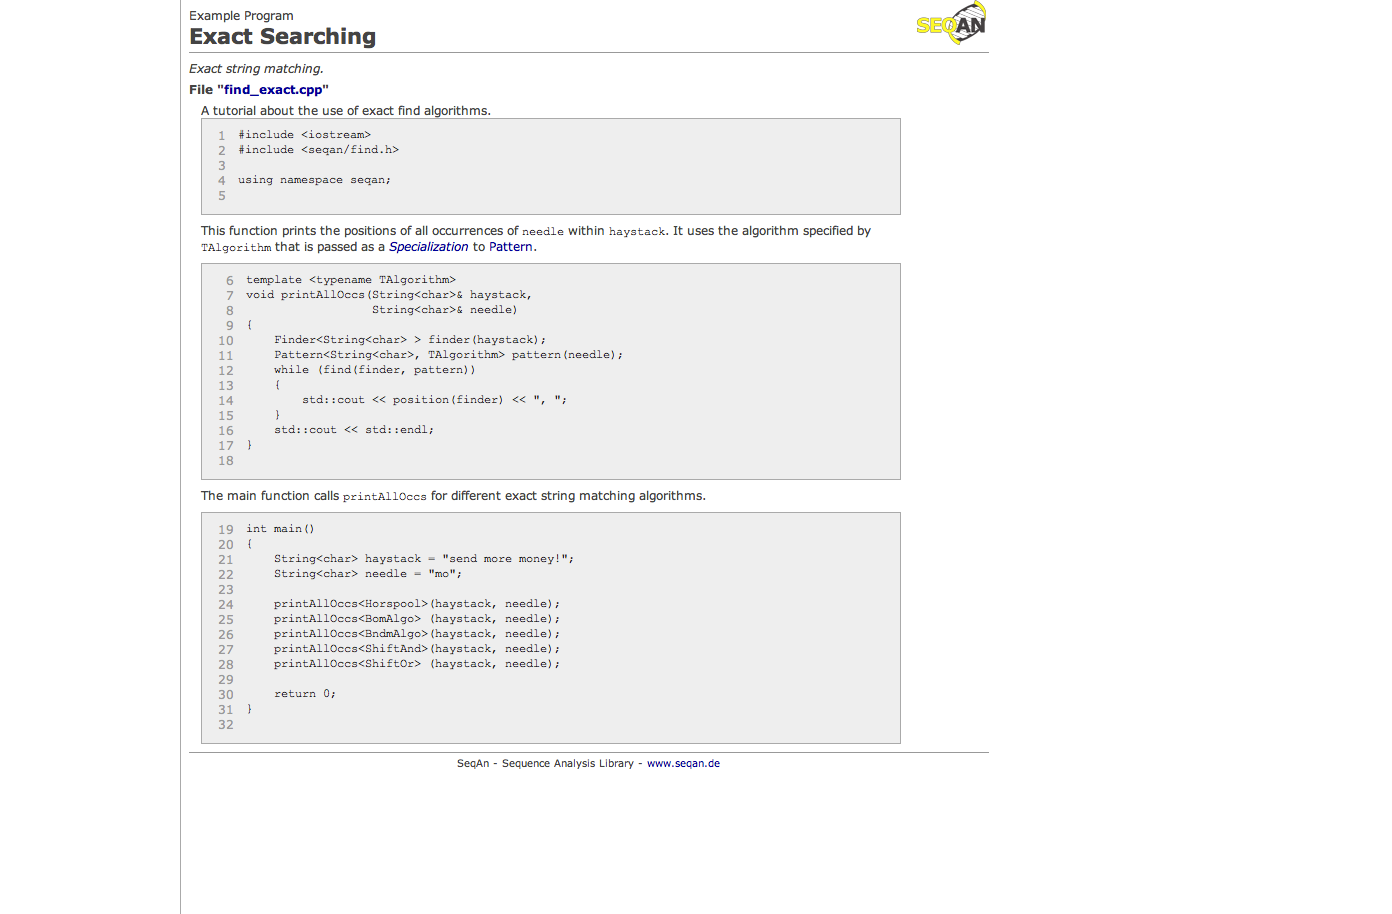 Example Program
Exact Searching
SEQAN
Exact string matching.
File "find_exact.cpp"
A tutorial about the use of exact find algorithms.
1 #include <iostream>
2 #include <seqan/find.h>
3
4 using namespace seqan;
5
This function prints the positions of all occurrences of needle within haystack. It uses the algorithm specified by
TAlgorithm that is passed as a Specialization to Pattern.
6 template <typename TAlgorithm>
7 void printAllOccs(String<char>& haystack,
8                   String<char>& needle)
9 {
10     Finder<String<char> > finder(haystack);
11     Pattern<String<char>, TAlgorithm> pattern(needle);
12     while (find(finder, pattern))
13     {
14         std::cout << position(finder) << ", ";
15     }
16     std::cout << std::endl;
17 }
18
The main function calls printAllOccs for different exact string matching algorithms.
19 int main()
20 {
21     String<char> haystack = "send more money!";
22     String<char> needle = "mo";
23
24     printAllOccs<Horspool>(haystack, needle);
25     printAllOccs<BomAlgo> (haystack, needle);
26     printAllOccs<BndmAlgo>(haystack, needle);
27     printAllOccs<ShiftAnd>(haystack, needle);
28     printAllOccs<ShiftOr> (haystack, needle);
29
30     return 0;
31 }
32
SeqAn - Sequence Analysis Library - www.seqan.de